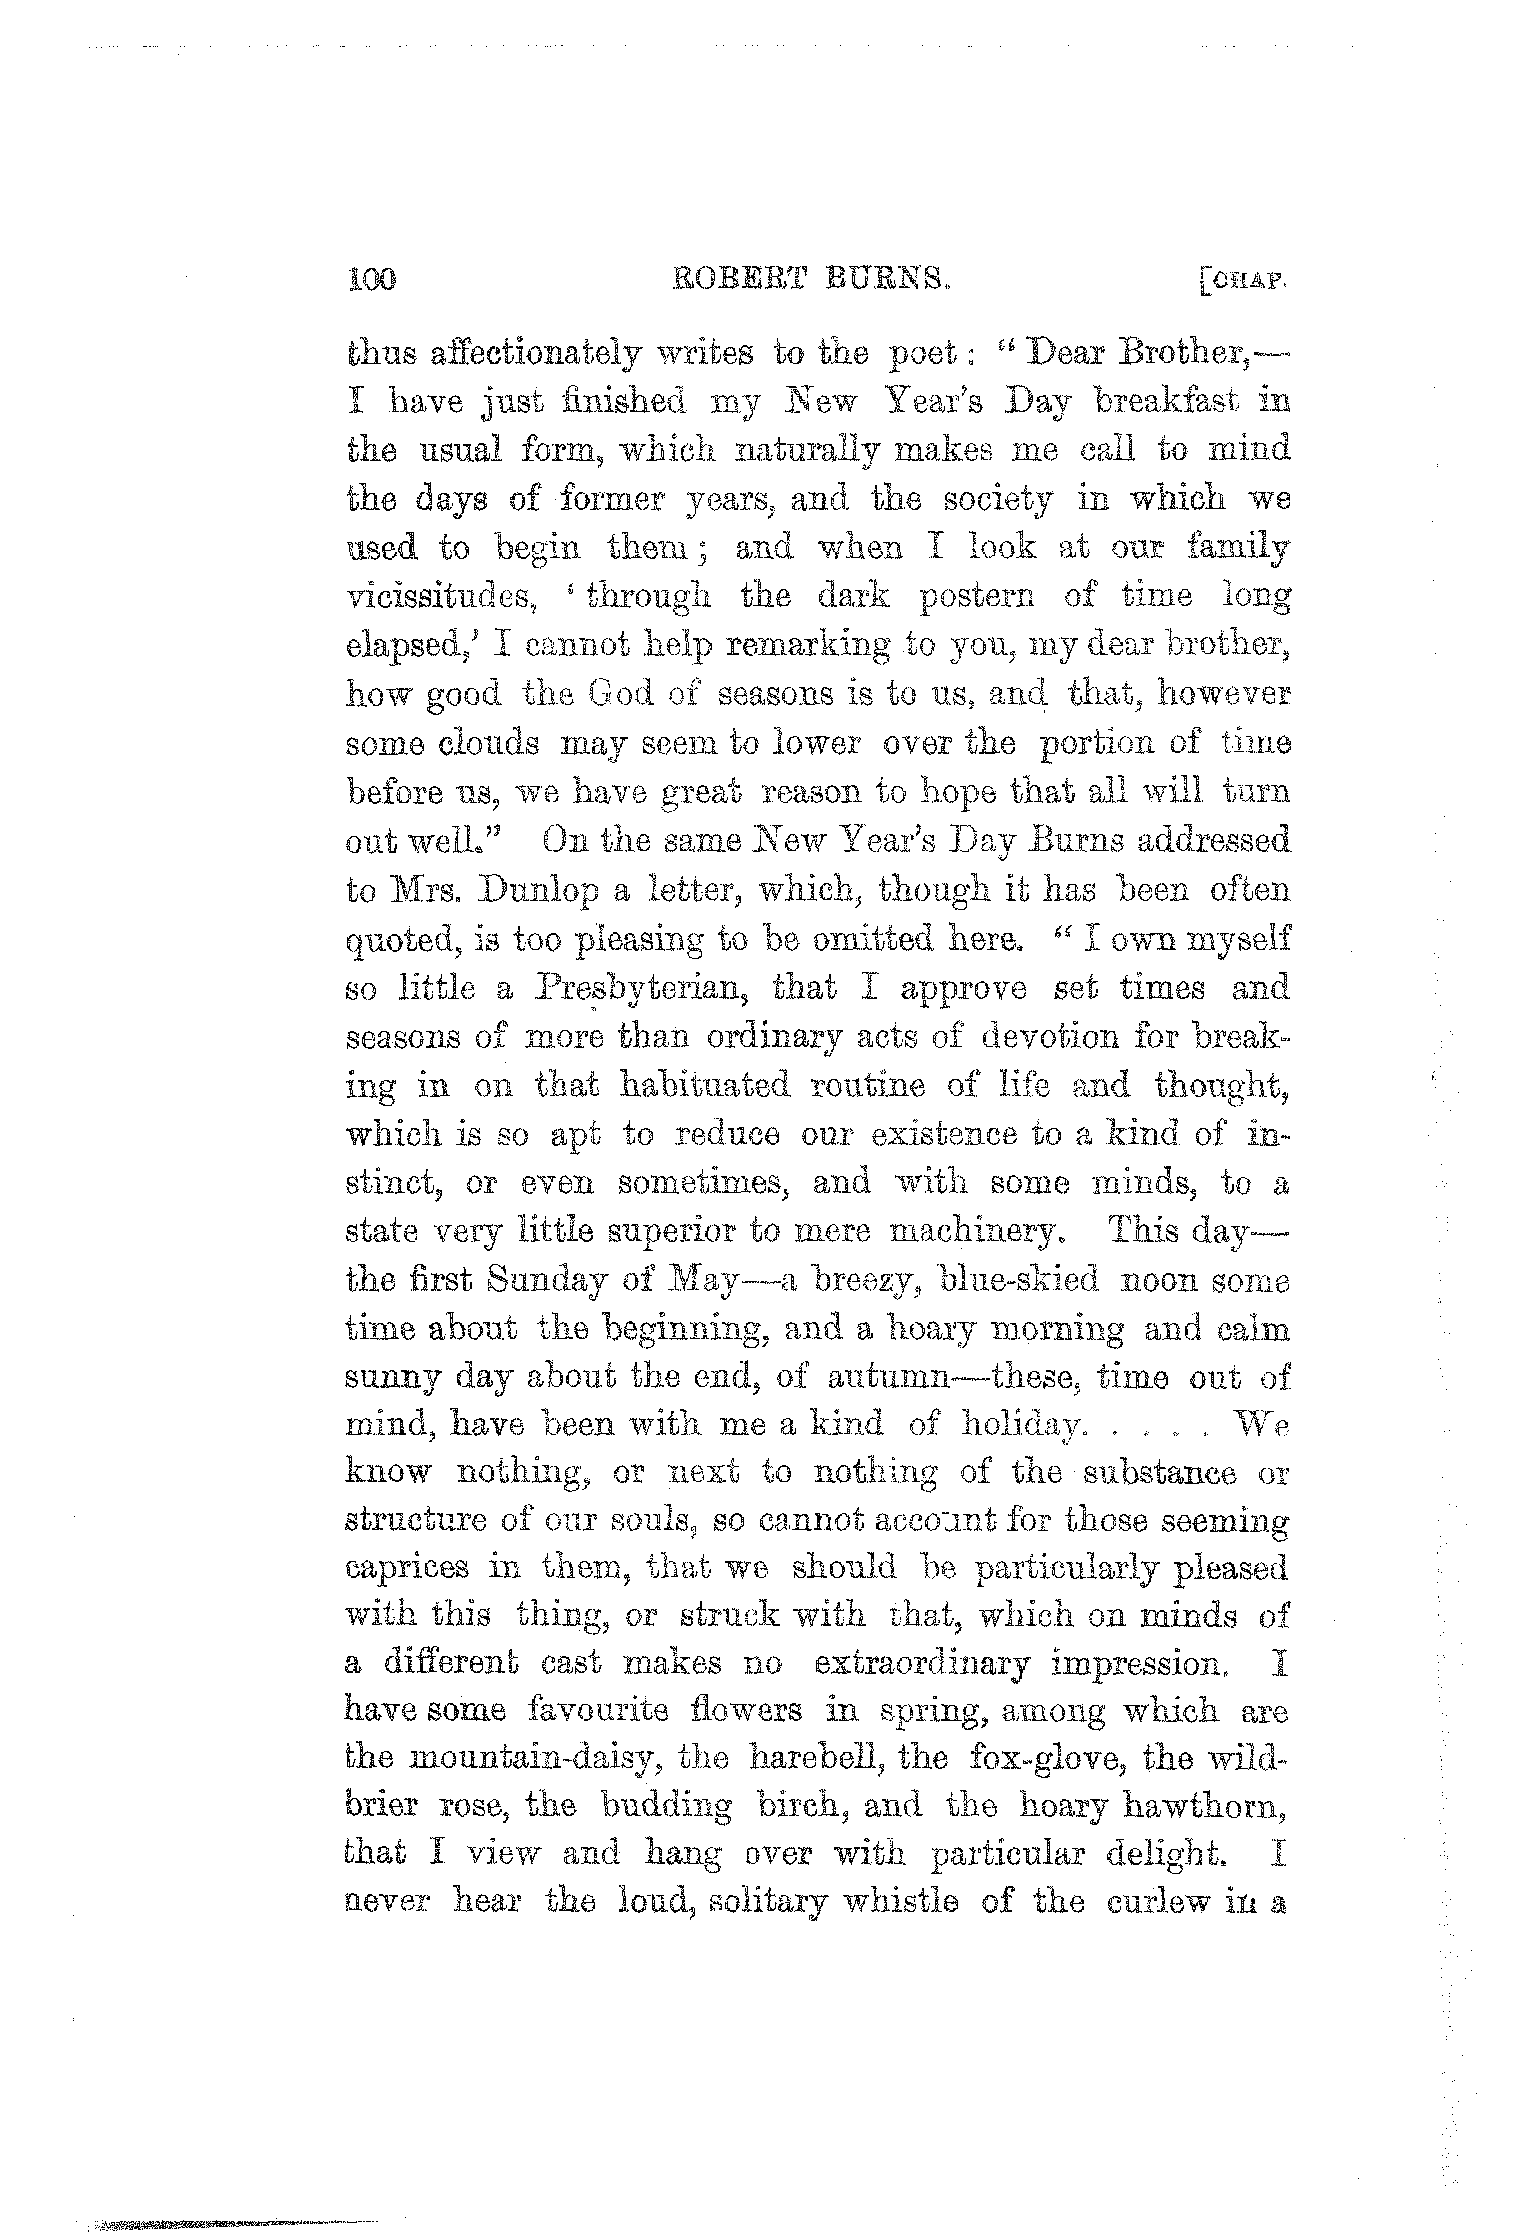 100 ROBERT BURNS. [CHAP.
thus affectionately writes to the poet: "Dear Brother,—
I have just finished my New Year's Day breakfast in
the usual form, which naturally makes me call to mind
the days of former years, and the society in which we
used to begin them; and when I look at our family
vicissitudes, 'through the dark postern of time long
elapsed,' I cannot help remarking to you, my dear brother,
how good the God of seasons is to us, and that, however
some clouds may seem to lower over the portion of time
before us, we have great reason to hope that all will turn
out well." On the same New Year's Day Burns addressed
to Mrs. Dunlop a letter, which, though it has been often
quoted, is too pleasing to be omitted here. "I own myself
so little a Presbyterian, that I approve set times and
seasons of more than ordinary acts of devotion for break-
ing in on that habituated routine of life and thought,
which is so apt to reduce our existence to a kind of in-
stinct, or even sometimes, and with some minds, to a
state very little superior to mere machinery. This day—
the first Sunday of May—a breezy, blue-skied noon some
time about the beginning, and a hoary morning and calm
sunny day about the end, of autumn—these, time out of
mind, have been with me a kind of holiday. . . . . We
know nothing, or next to nothing of the substance or
structure of our souls, so cannot account for those seeming
caprices in them, that we should be particularly pleased
with this thing, or struck with that, which on minds of
a different cast makes no extraordinary impression. I
have some favourite flowers in spring, among which are
the mountain-daisy, the harebell, the fox-glove, the wild-
brier rose, the budding birch, and the hoary hawthorn,
that I view and hang over with particular delight. I
never hear the loud, solitary whistle of the curlew in a